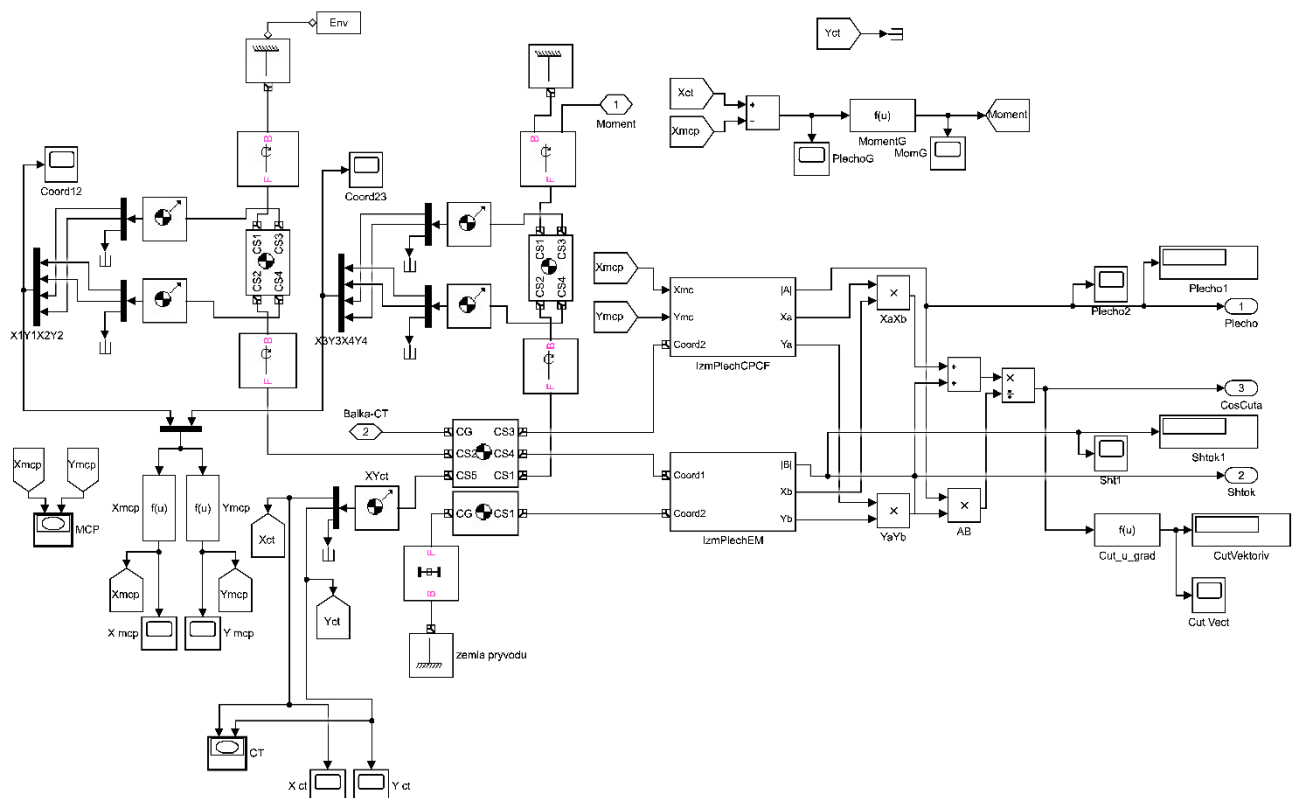 Env
Yct
1
Moment
Xct
+
Xmcp
−
f(u)
Moment
MomentG
PlechoG
MomG
B
F
B
F
Coord12
Coord23
CS1
CS3
CS2
CS4
CS1
CS3
CS2
CS4
X1Y1X2Y2
X3Y3X4Y4
B
F
B
F
Xmcp
Ymcp
Xmc
Ymc
Coord2
|A|
Xa
Ya
IzmPlechCPCF
×
XaXb
Plecho1
Plecho2
1
Plecho
+
+
×
÷
3
CosCuta
Balka-CT
2
CG
CS3
CS2
CS4
CS5
CS1
CG
CS1
Coord1
Coord2
|B|
Xb
Yb
IzmPlechEM
×
YaYb
×
AB
Shtok1
Sht1
2
Shtok
f(u)
Cut_u_grad
CutVektoriv
Cut Vect
Xmcp
Ymcp
MCP
Xmcp
f(u)
f(u)
Ymcp
Xmcp
Ymcp
X mcp
Y mcp
XYct
Xct
Yct
F
B
zemla pryvodu
CT
X ct
Y ct